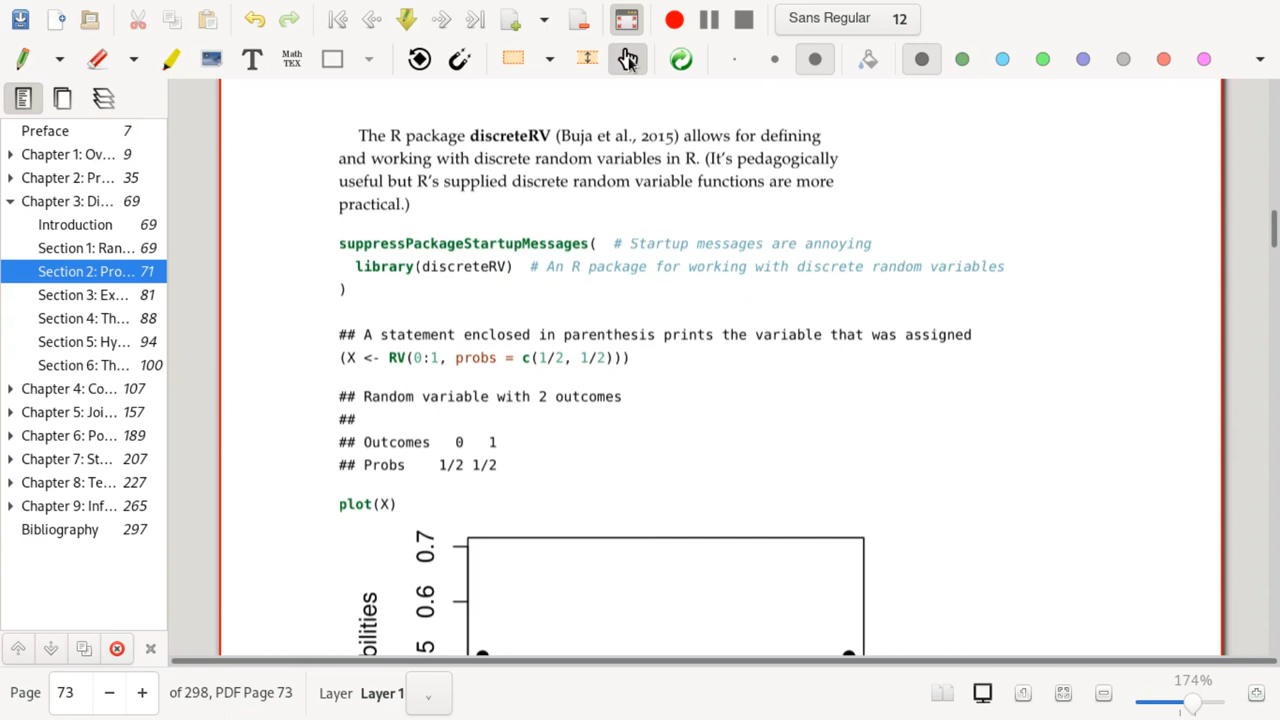 Sans Regular 12
Math
TEX
Preface 7
Chapter 1: Ov... 9
Chapter 2: Pr... 35
Chapter 3: Di... 69
Introduction 69
Section 1: Ran... 69
Section 2: Pro... 71
Section 3: Ex... 81
Section 4: Th... 88
Section 5: Hy... 94
Section 6: Th... 100
Chapter 4: Co... 107
Chapter 5: Joi... 157
Chapter 6: Po... 189
Chapter 7: St... 207
Chapter 8: Te... 227
Chapter 9: Inf... 265
Bibliography 297
The R package discreteRV (Buja et al., 2015) allows for defining
and working with discrete random variables in R. (It's pedagogically
useful but R's supplied discrete random variable functions are more
practical.)
suppressPackageStartupMessages( # Startup messages are annoying
library(discreteRV) # An R package for working with discrete random variables
)
## A statement enclosed in parenthesis prints the variable that was assigned
(X <- RV(0:1, probs = c(1/2, 1/2)))
## Random variable with 2 outcomes
##
## Outcomes 0 1
## Probs 1/2 1/2
plot(X)
0.7
0.6
5
bilities
Page 73 of 298, PDF Page 73 Layer Layer 1 174%